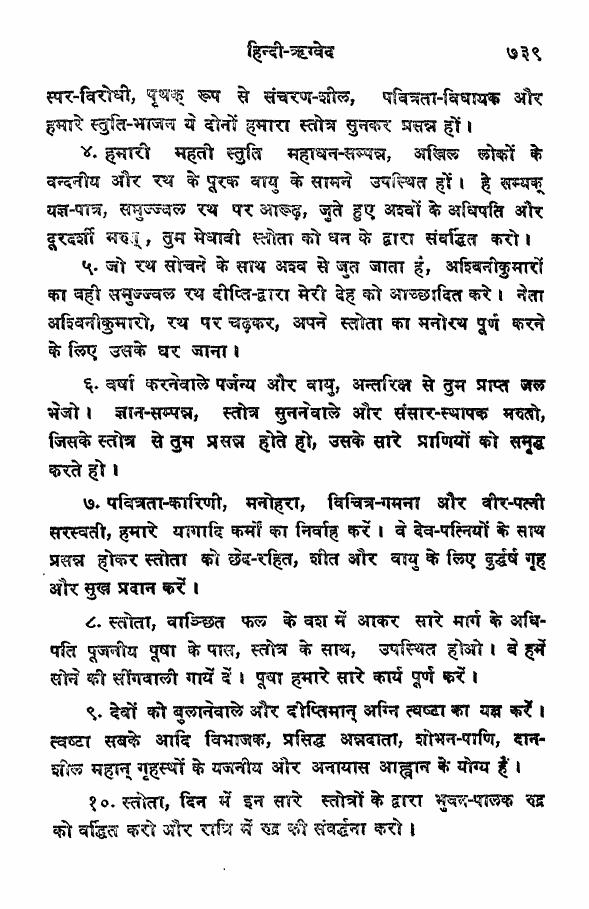 हिन्दी-ऋग्वेद ७३९
स्पर-विरोधी, पृथक् रूप से संचरण-शील, पवित्रता-विधायक और
हमारे स्तुति-भाजन ये दोनों हमारा स्तोत्र सुनकर प्रसन्न हों।
४. हमारी महती स्तुति महाधन-सम्पन्न, अखिल लोकों के
वन्दनीय और रथ के पूरक वायु के सामने उपस्थित हों। हे सम्यक्
यज्ञ-पात्र, समुज्ज्वल रथ पर आरूढ़, जुते हुए अश्वों के अधिपति और
दूरदर्शी मरुत्, तुम मेधावी स्तोता को धन के द्वारा संवर्द्धित करो।
५. जो रथ सोचने के साथ अश्व से जुत जाता है, अश्विनीकुमारों
का वही समुज्ज्वल रथ दीप्ति-द्वारा मेरी देह को आच्छादित करे। नेता
अश्विनीकुमारो, रथ पर चढ़कर, अपने स्तोता का मनोरथ पूर्ण करने
के लिए उसके घर जाना।
६. वर्षा करनेवाले पर्जन्य और वायु, अन्तरिक्ष से तुम प्राप्त जल
भेजो। ज्ञान-सम्पन्न, स्तोत्र सुननेवाले और संसार-स्थापक मरुतो,
जिसके स्तोत्र से तुम प्रसन्न होते हो, उसके सारे प्राणियों को समृद्ध
करते हो।
७. पवित्रता-कारिणी, मनोहरा, विचित्र-गमना और वीर-पत्नी
सरस्वती, हमारे यागादि कर्मों का निर्वाह करें। वे देव-पत्नियों के साथ
प्रसन्न होकर स्तोता को छेद-रहित, शीत और वायु के लिए दुर्द्धर्ष गृह
और सुख प्रदान करें।
८. स्तोता, वाञ्छित फल के वश में आकर सारे मार्ग के अधि-
पति पूजनीय पूषा के पास, स्तोत्र के साथ, उपस्थित होओ। वे हमें
सोने की सींगवाली गायें दें। पूषा हमारे सारे कार्य पूर्ण करें।
९. देवों को बुलानेवाले और दीप्तिमान् अग्नि त्वष्टा का यज्ञ करें।
त्वष्टा सबके आदि विभाजक, प्रसिद्ध अन्नदाता, शोभन-पाणि, दान-
शील महान् गृहस्थों के यजनीय और अनायास आह्वान के योग्य हैं।
१०. स्तोता, दिन में इन सारे स्तोत्रों के द्वारा भुवन-पालक रुद्र
को वर्द्धित करो और रात्रि में रुद्र की संवर्द्धना करो।